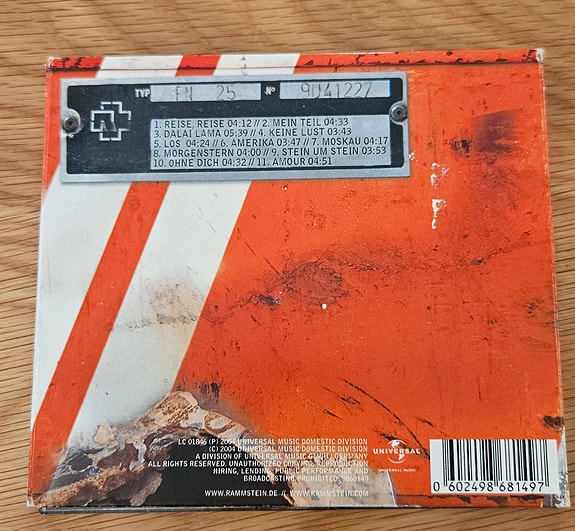 TYP FN 25 Nº 9041227
1. REISE, REISE 04:12 // 2. MEIN TEIL 04:33
3. DALAI LAMA 05:39 // 4. KEINE LUST 03:43
5. LOS 04:24 // 6. AMERIKA 03:47 // 7. MOSKAU 04:17
8. MORGENSTERN 04:00 // 9. STEIN UM STEIN 03:53
10. OHNE DICH 04:32 // 11. AMOUR 04:51
LC 01846 (P) 2004 UNIVERSAL MUSIC DOMESTIC DIVISION
(C) 2004 UNIVERSAL MUSIC DOMESTIC DIVISION
A DIVISION OF UNIVERSAL MUSIC GMBH, GERMANY
ALL RIGHTS RESERVED. UNAUTHORIZED COPYING, REPRODUCTION
HIRING, LENDING, PUBLIC PERFORMANCE AND
BROADCASTING PROHIBITED. 9868149
WWW.RAMMSTEIN.DE // WWW.RAMMSTEIN.COM
UNIVERSAL
UNIVERSAL MUSIC
0 602498 681497